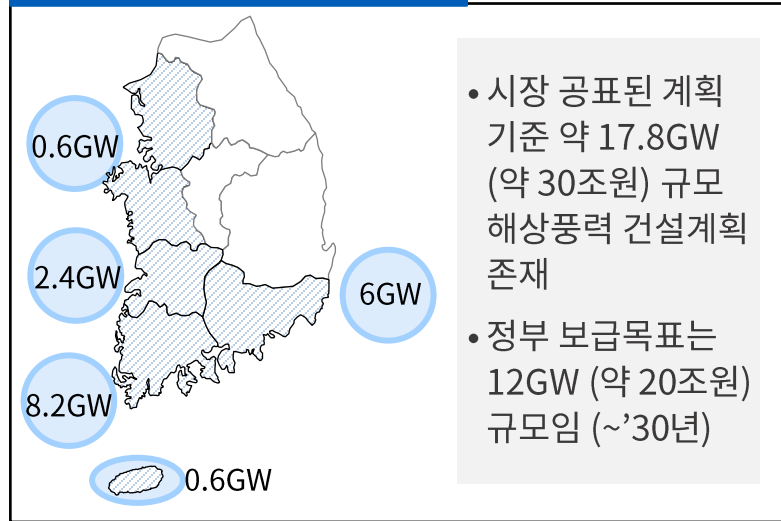 0.6GW
2.4GW
8.2GW
0.6GW
6GW
• 시장 공표된 계획
기준 약 17.8GW
(약 30조원) 규모
해상풍력 건설계획
존재
• 정부 보급목표는
12GW (약 20조원)
규모임 (~’30년)